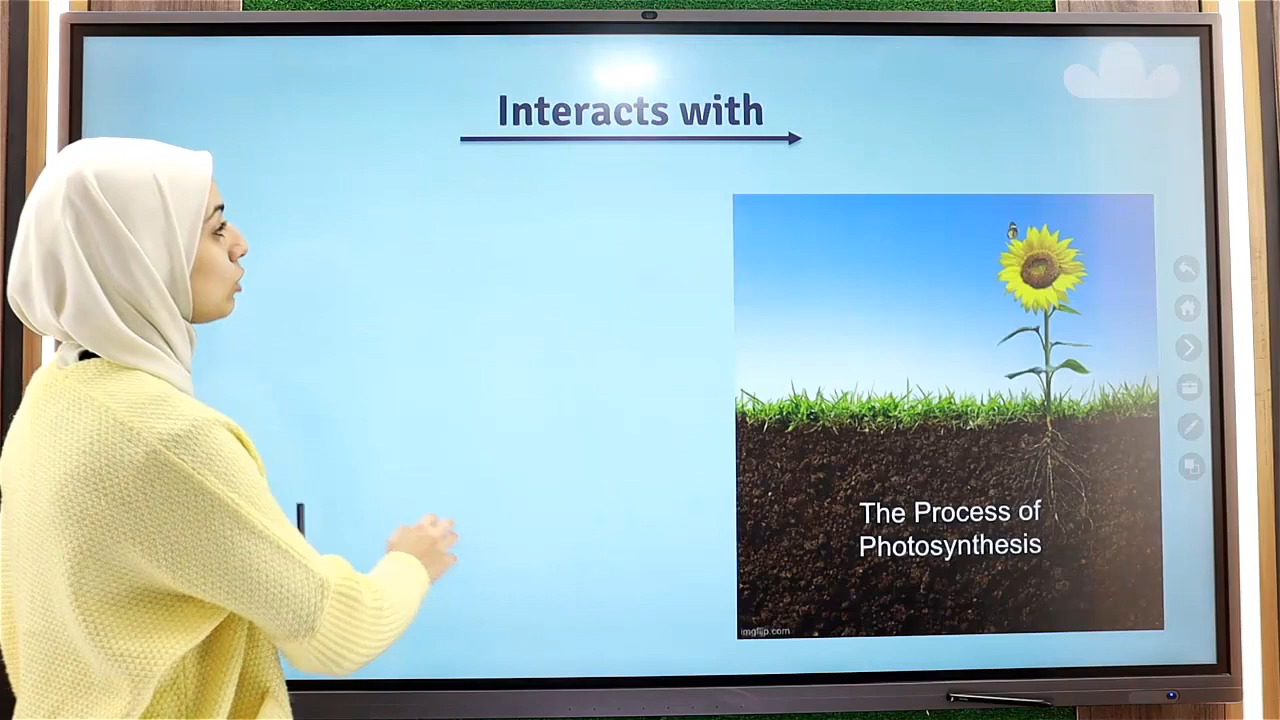 Interacts with
The Process of
Photosynthesis
imgflip.com